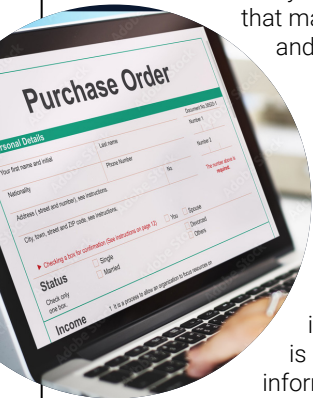 that ma
and
Purchase Order
Personal Details
Document No.
Your first name and initial
Last name
Number 1
Nationality
Phone Number
Number 2
Address ( street and number), see instructions.
No
The number above is
required.
City, town, street and ZIP code, see instructions.
Checking a box for confirmation (See instructions on page 12)
You
Spouse
Status
Single
Divorced
Check only
Married
Others
one box.
Income
1 It is a process to allow an organization to focus resources on
i
is
inform